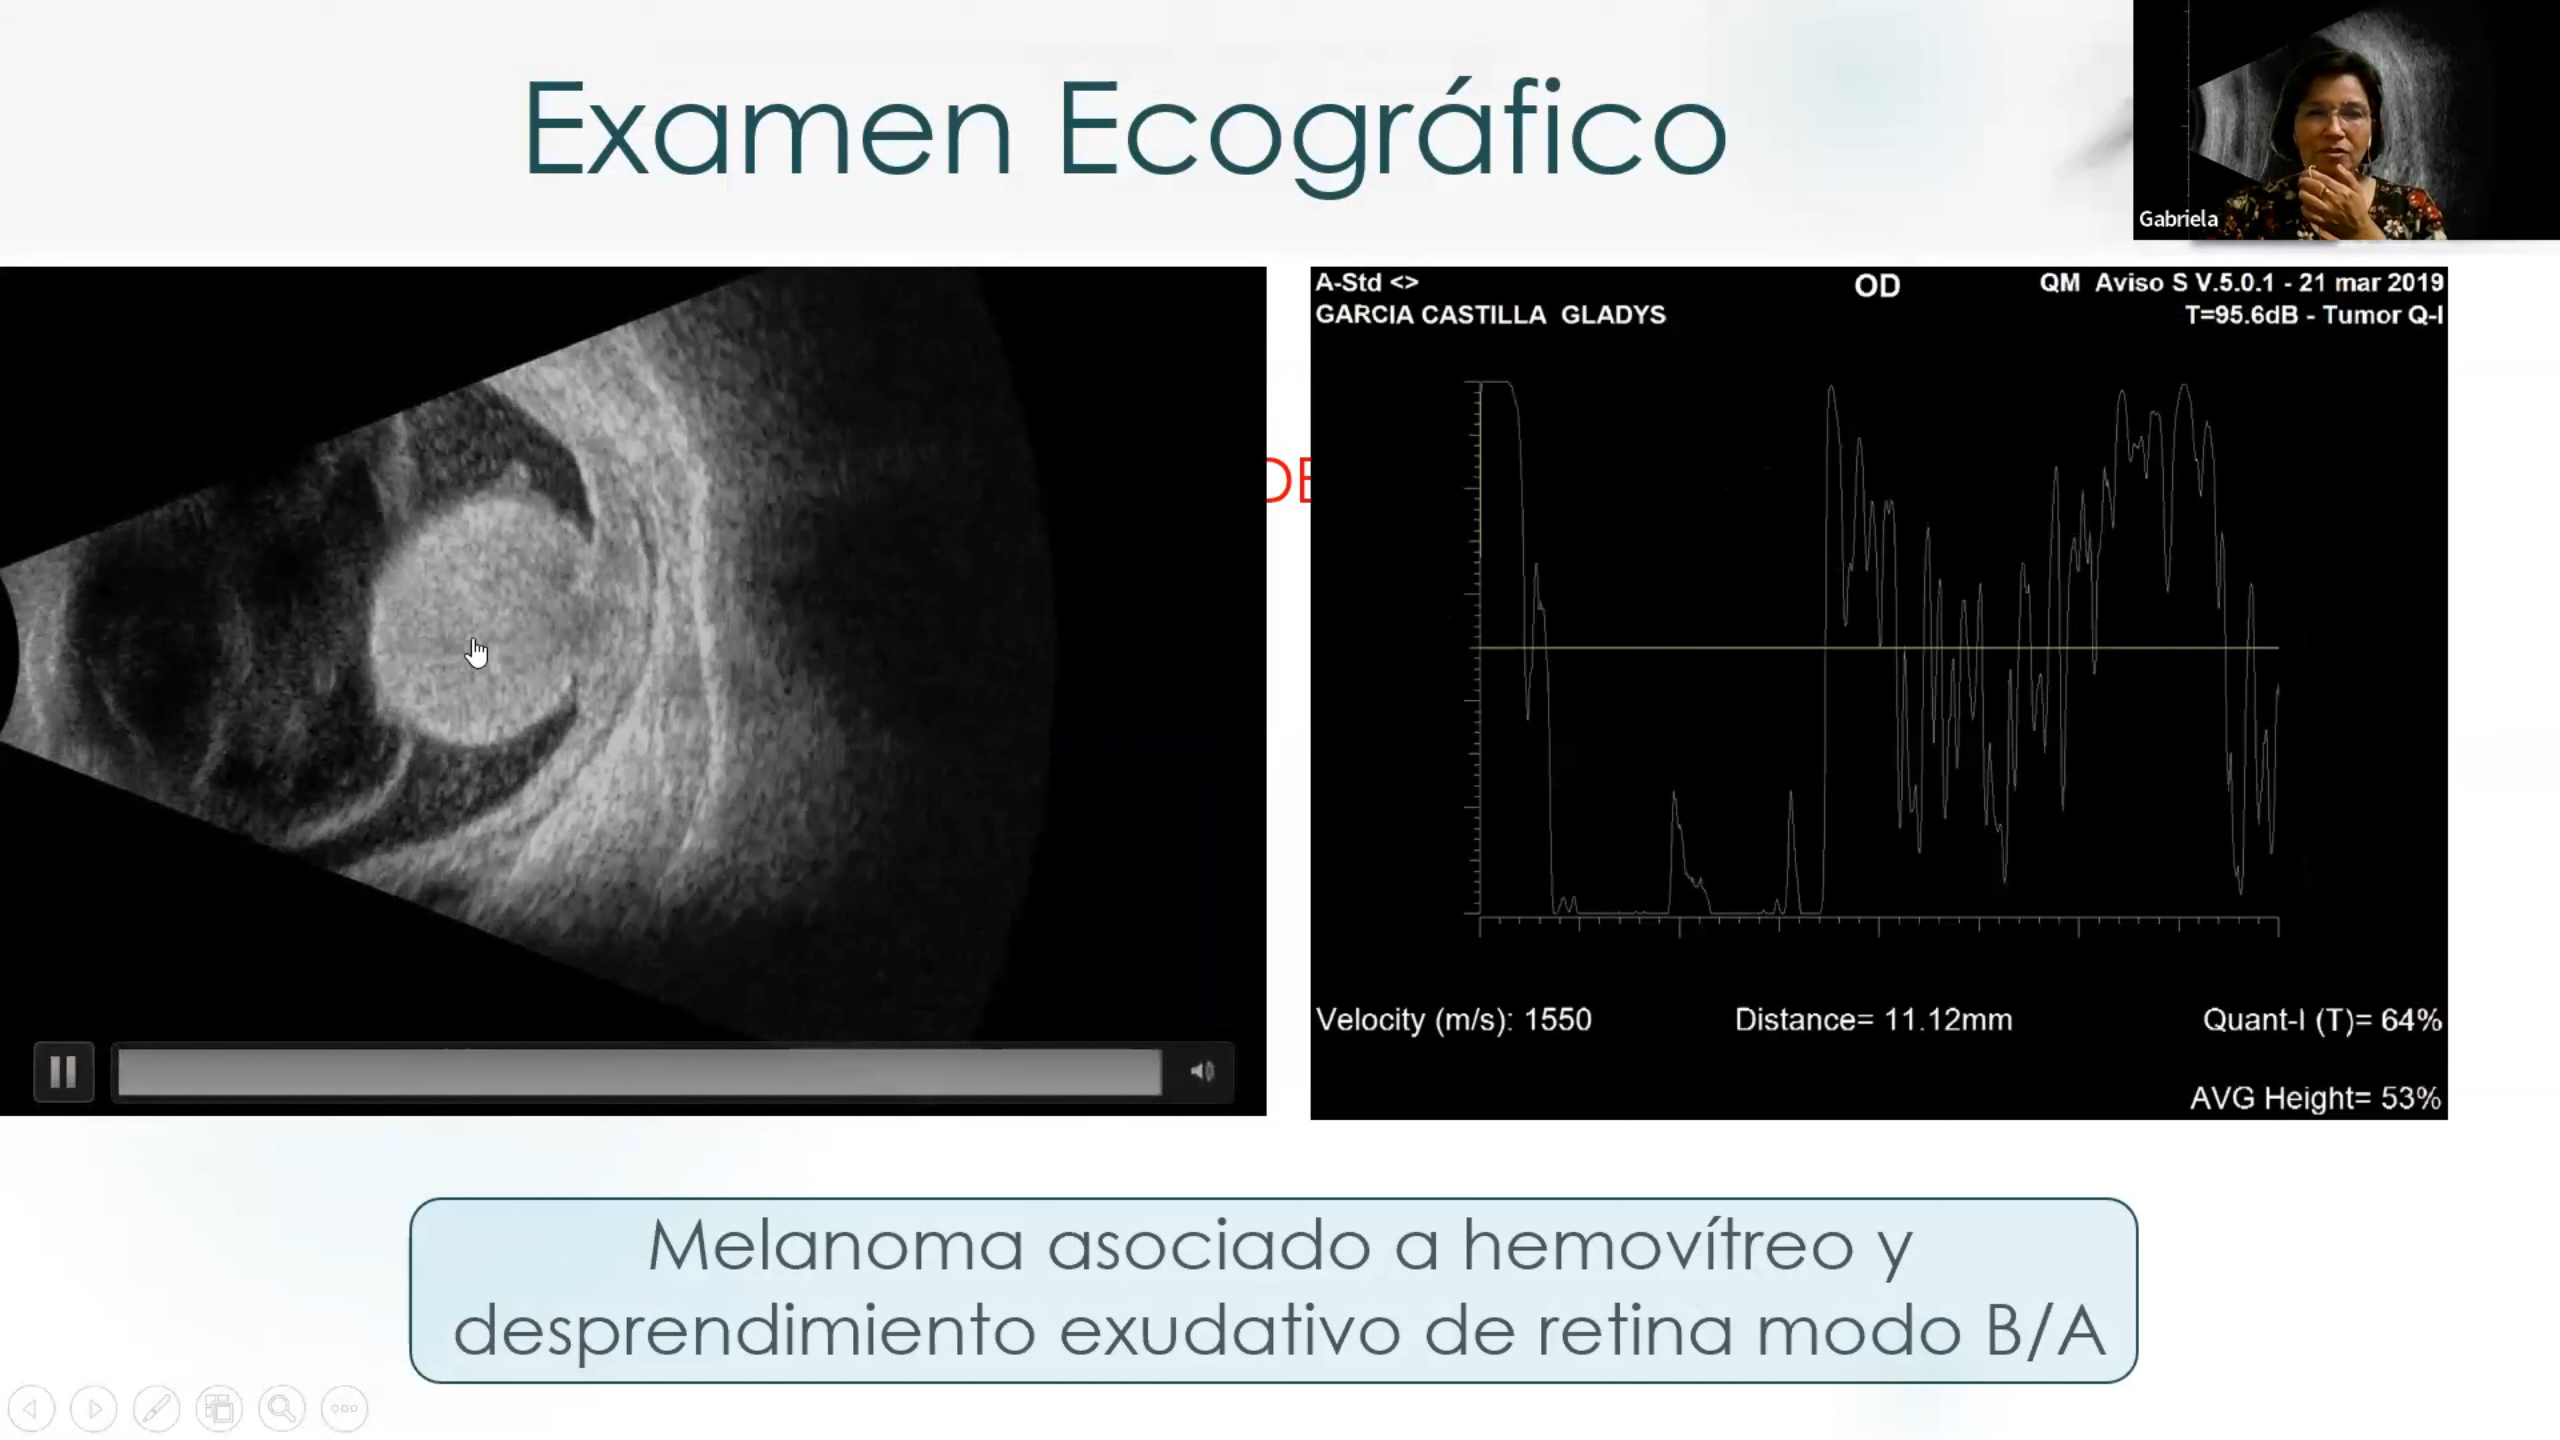 Examen Ecográfico
Gabriela
A-Std <>
OD
QM Aviso S V.5.0.1 - 21 mar 2019
GARCIA CASTILLA GLADYS
T=95.6dB - Tumor Q-I
DE
Velocity (m/s): 1550
Distance= 11.12mm
Quant-I (T)= 64%
AVG Height= 53%
Melanoma asociado a hemovítreo y
desprendimiento exudativo de retina modo B/A